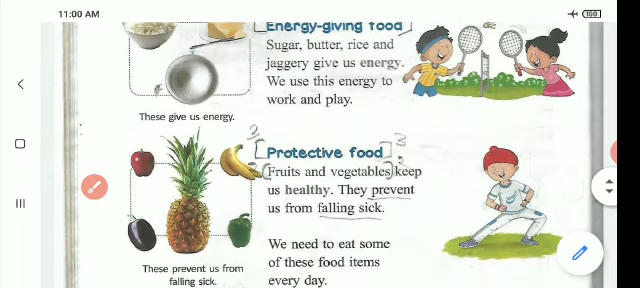 11:00 AM
100
Energy-giving food
Sugar, butter, rice and
jaggery give us energy.
We use this energy to
work and play.
These give us energy.
Protective food
Fruits and vegetables keep
us healthy. They prevent
us from falling sick.
We need to eat some
of these food items
every day.
These prevent us from
falling sick.